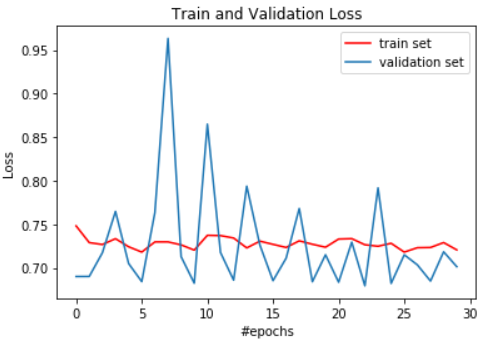 Train and Validation Loss
train set
validation set
0.95
0.90
0.85
0.80
0.75
0.70
Loss
0
5
10
15
20
25
30
#epochs